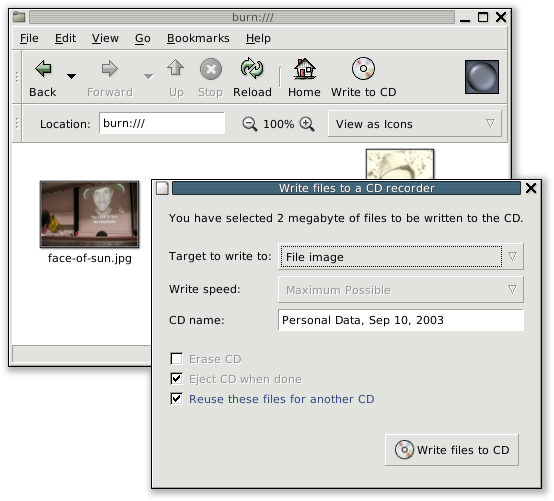 burn:///
File Edit View Go Bookmarks Help
Back Forward Up Stop Reload Home Write to CD
Location: burn:/// 100% View as Icons
face-of-sun.jpg
Write files to a CD recorder
You have selected 2 megabyte of files to be written to the CD.
Target to write to: File image
Write speed: Maximum Possible
CD name: Personal Data, Sep 10, 2003
Erase CD
Eject CD when done
Reuse these files for another CD
Write files to CD